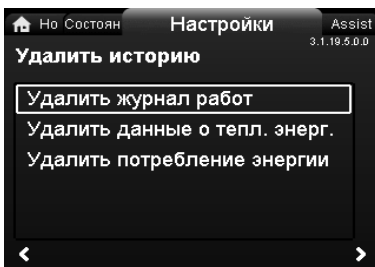 Но Состоян Настройки Assist
3.1.19.5.0.0
Удалить историю
Удалить журнал работ
Удалить данные о тепл. энерг.
Удалить потребление энергии